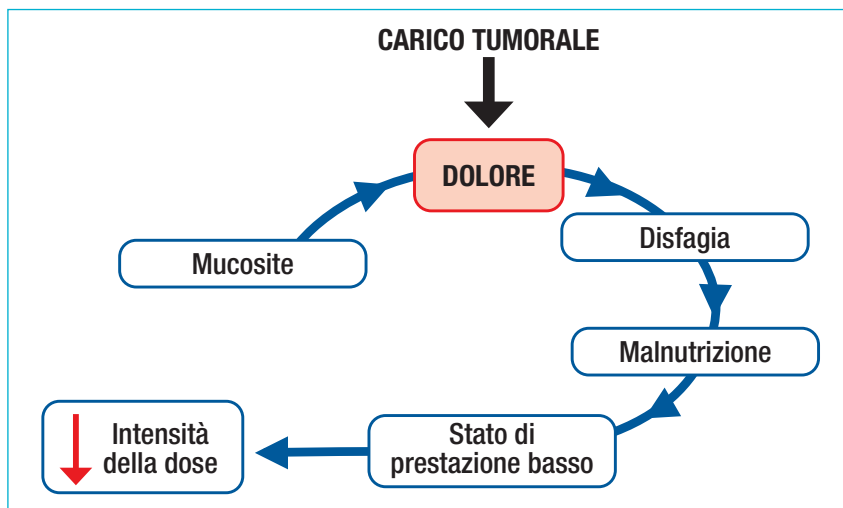 CARICO TUMORALE
DOLORE
Mucosite
Disfagia
Malnutrizione
Stato di
prestazione basso
Intensità
della dose